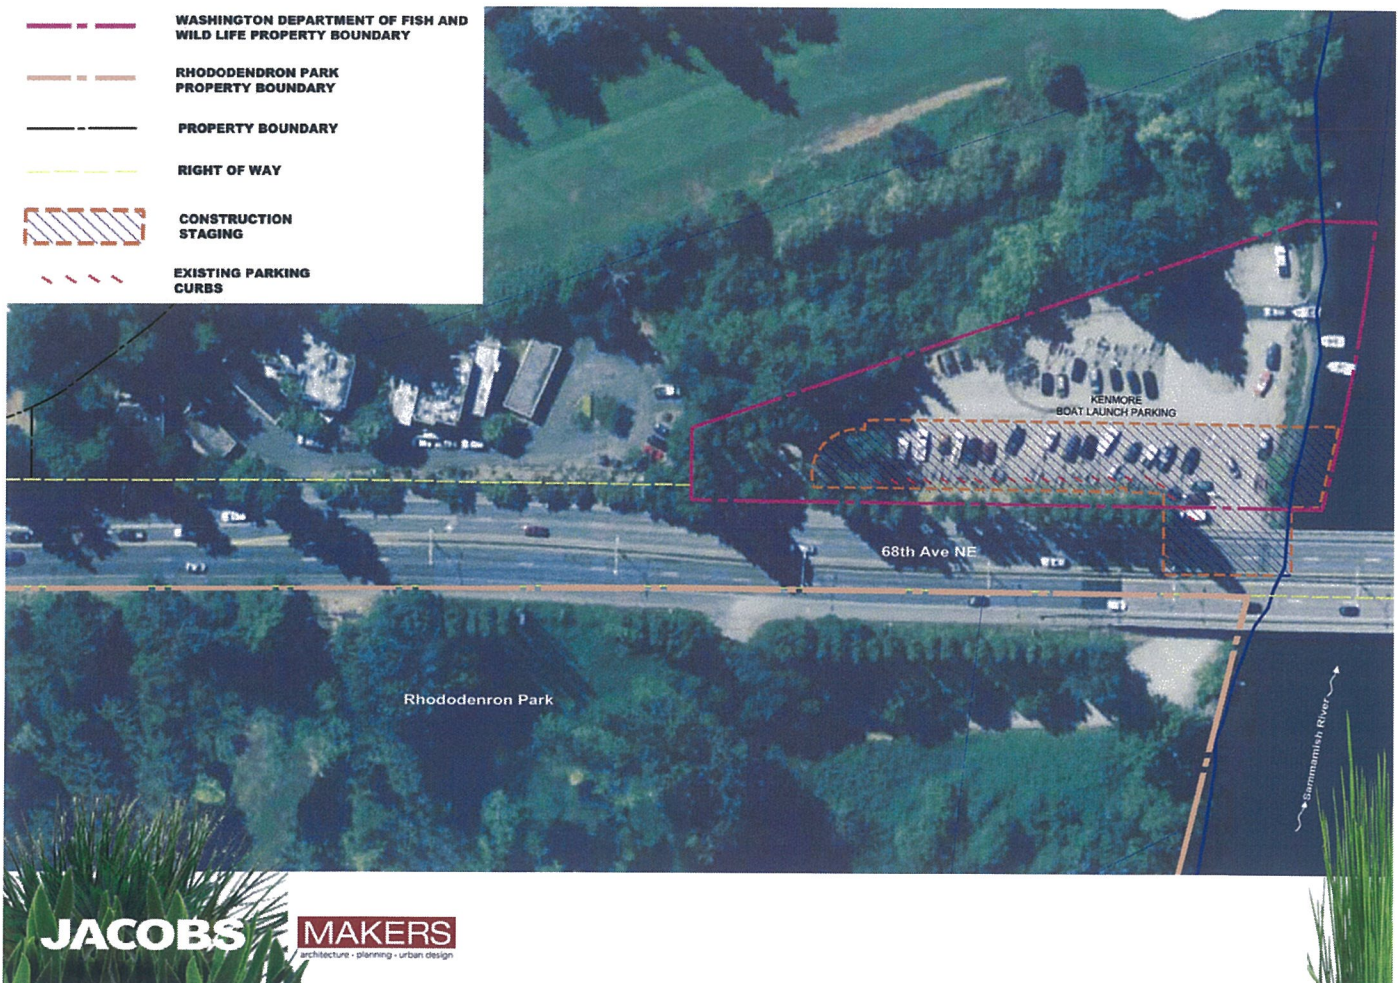 WASHINGTON DEPARTMENT OF FISH AND
WILD LIFE PROPERTY BOUNDARY
RHODODENDRON PARK
PROPERTY BOUNDARY
PROPERTY BOUNDARY
RIGHT OF WAY
CONSTRUCTION
STAGING
EXISTING PARKING
CURBS
KENMORE
BOAT LAUNCH PARKING
68th Ave NE
Rhododenron Park
Sammamish River
JACOBS
MAKERS
architecture - planning - urban design